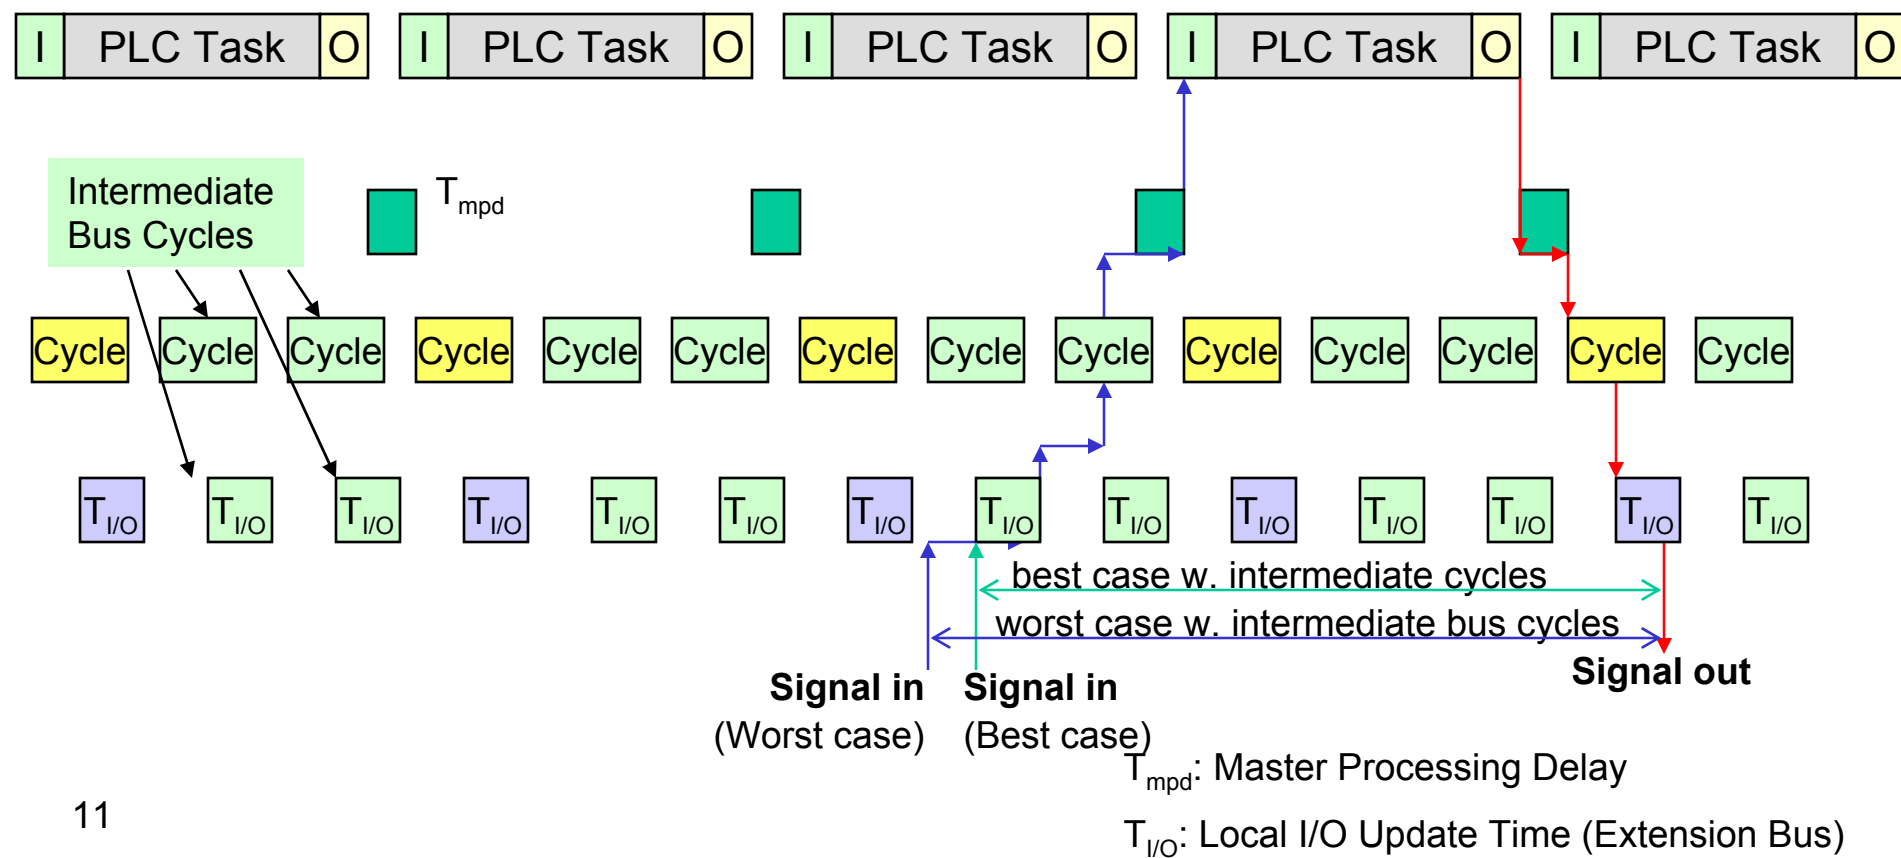 I PLC Task O I PLC Task O I PLC Task O I PLC Task O I PLC Task O
Intermediate
Bus Cycles
Tmpd
Cycle Cycle Cycle Cycle Cycle Cycle Cycle Cycle Cycle Cycle Cycle Cycle Cycle Cycle
TI/O TI/O TI/O TI/O TI/O TI/O TI/O TI/O TI/O TI/O TI/O TI/O TI/O TI/O
best case w. intermediate cycles
worst case w. intermediate bus cycles
Signal in
(Worst case)
Signal in
(Best case)
Signal out
Tmpd: Master Processing Delay
TI/O: Local I/O Update Time (Extension Bus)
11